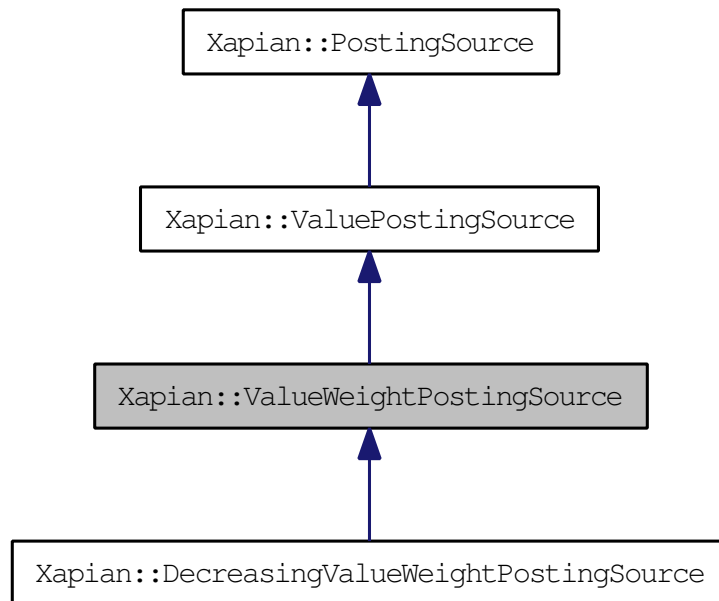 Xapian::PostingSource
Xapian::ValuePostingSource
Xapian::ValueWeightPostingSource
Xapian::DecreasingValueWeightPostingSource